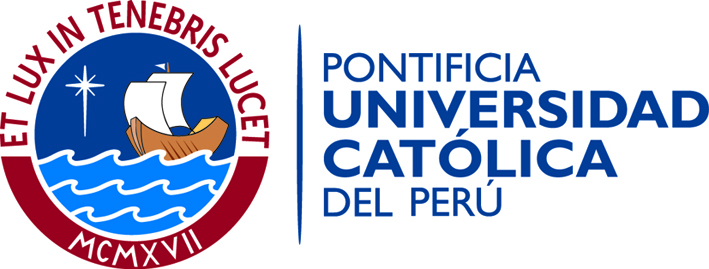 ET LUX IN TENEBRIS LUCET
MCMXVII
PONTIFICIA
UNIVERSIDAD
CATÓLICA
DEL PERÚ